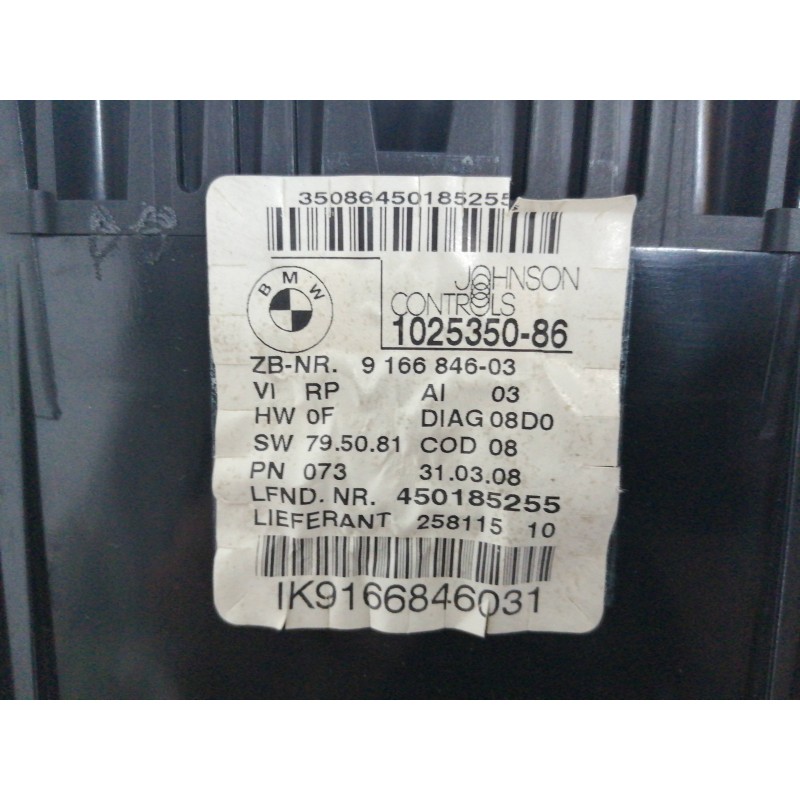 35086450185255
BMW
JOHNSON
CONTROLS
1025350-86
ZB-NR. 9 166 846-03
VI RP AI 03
HW 0F DIAG 08D0
SW 79.50.81 COD 08
PN 073 31.03.08
LFND. NR. 450185255
LIEFERANT 258115 10
IK9166846031